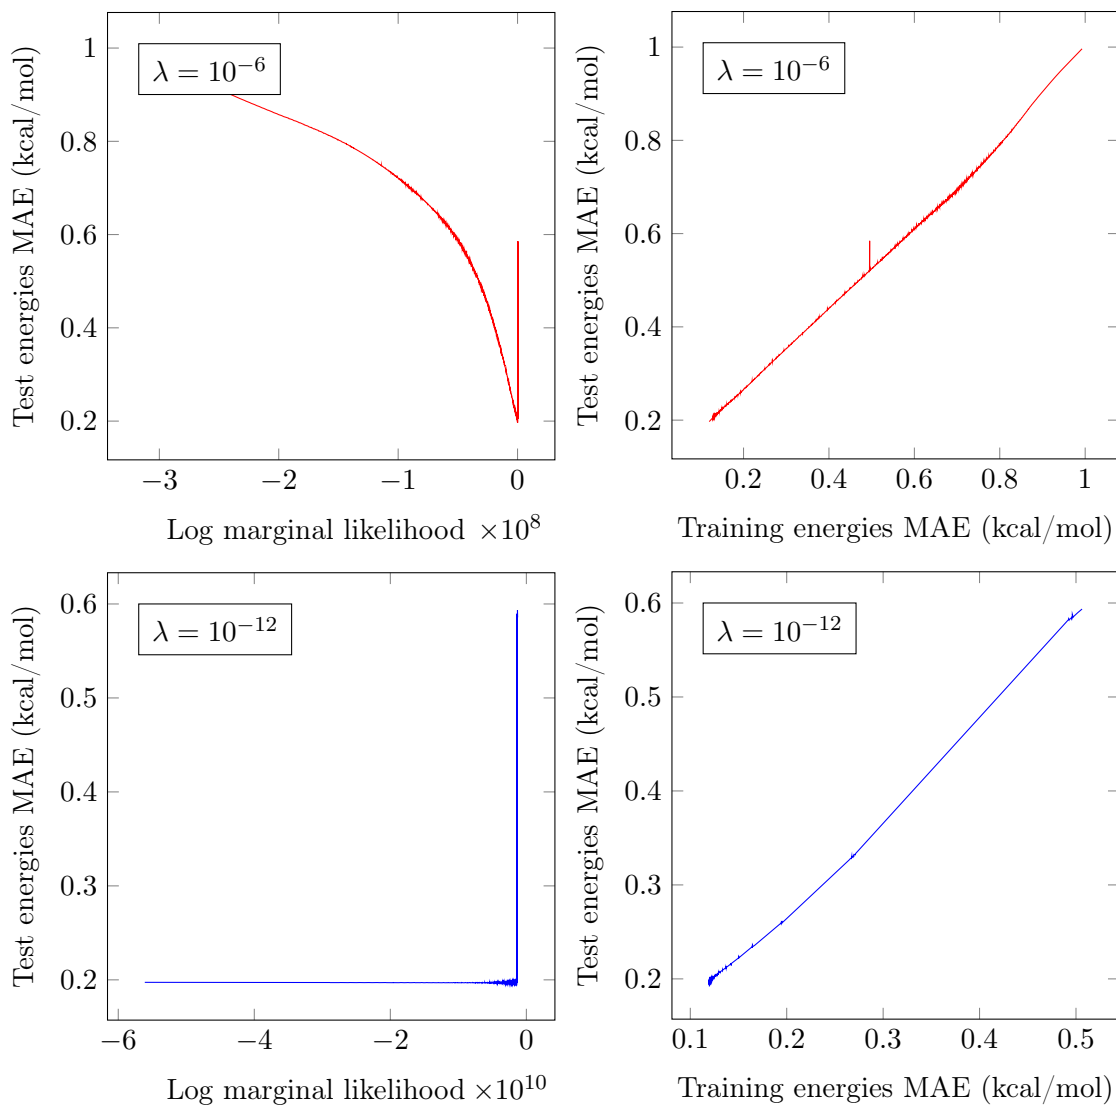 Test energies MAE (kcal/mol)
1
0.8
0.6
0.4
0.2
λ = 10⁻⁶
−3 −2 −1 0
Log marginal likelihood ×10⁸
Test energies MAE (kcal/mol)
1
0.8
0.6
0.4
0.2
λ = 10⁻⁶
0.2 0.4 0.6 0.8 1
Training energies MAE (kcal/mol)
Test energies MAE (kcal/mol)
0.6
0.5
0.4
0.3
0.2
λ = 10⁻¹²
−6 −4 −2 0
Log marginal likelihood ×10¹⁰
Test energies MAE (kcal/mol)
0.6
0.5
0.4
0.3
0.2
λ = 10⁻¹²
0.1 0.2 0.3 0.4 0.5
Training energies MAE (kcal/mol)